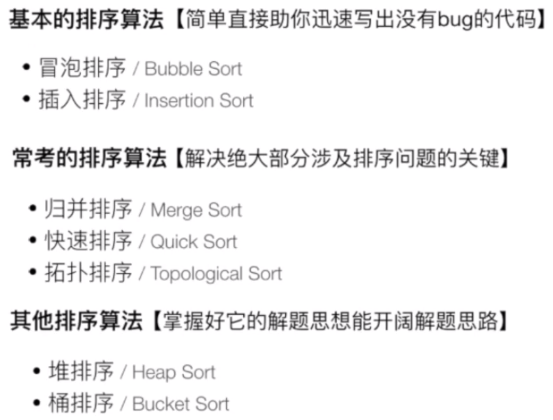 基本的排序算法【简单直接助你迅速写出没有bug的代码】
• 冒泡排序 / Bubble Sort
• 插入排序 / Insertion Sort
常考的排序算法【解决绝大部分涉及排序问题的关键】
• 归并排序 / Merge Sort
• 快速排序 / Quick Sort
• 拓扑排序 / Topological Sort
其他排序算法【掌握好它的解题思想能开阔解题思路】
• 堆排序 / Heap Sort
• 桶排序 / Bucket Sort